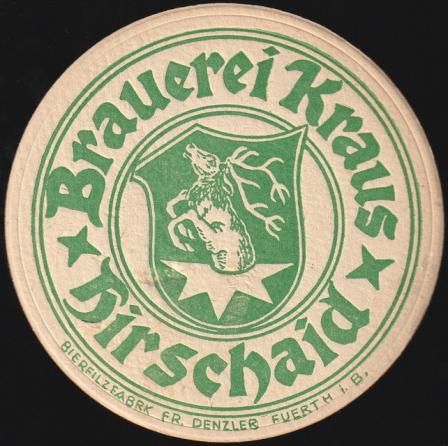 Brauerei Kraus
Hirschaid
BIERFILZFABRK FR. DENZLER FUERTH i. B.